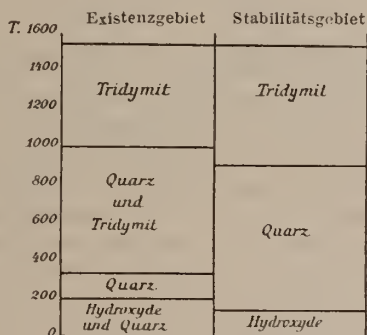 Existenzgebiet Stabilitätsgebiet
T. 1600
1400
Tridymit Tridymit
1200
1000
800
Quarz
und
600
Tridymit
Quarz
400
Quarz.
200
Hydroxyde
und Quarz
Hydroxyde
0